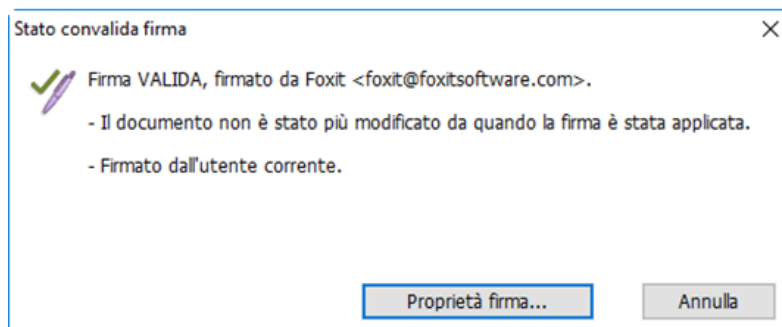 Stato convalida firma
Firma VALIDA, firmato da Foxit <foxit@foxitsoftware.com>.
- Il documento non è stato più modificato da quando la firma è stata applicata.
- Firmato dall'utente corrente.
Proprietà firma... Annulla